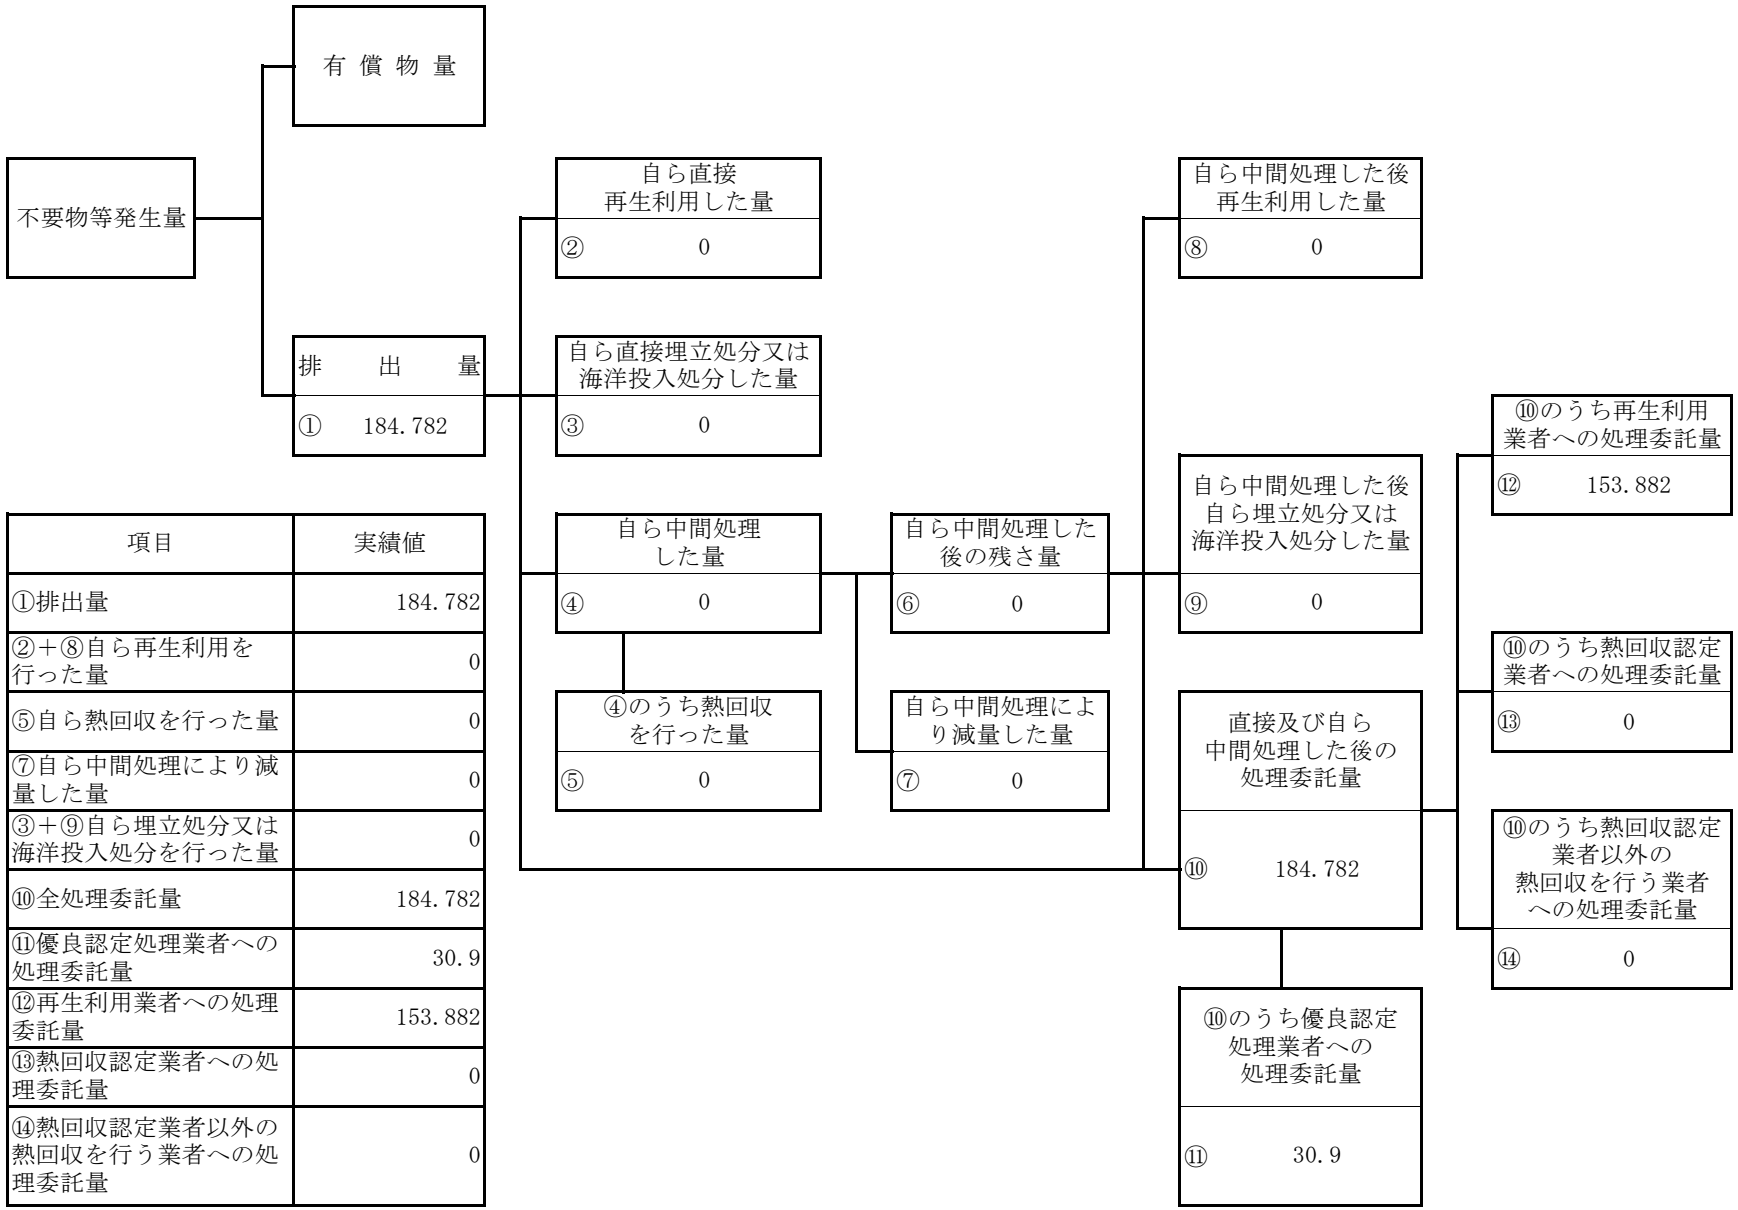 有償物量
不要物等発生量
自ら直接
再生利用した量
② 0
自ら中間処理した後
再生利用した量
⑧ 0
排出量
① 184.782
自ら直接埋立処分又は
海洋投入処分した量
③ 0
⑩のうち再生利用
業者への処理委託量
⑫ 153.882
自ら中間処理
した量
④ 0
自ら中間処理した
後の残さ量
⑥ 0
自ら中間処理した後
自ら埋立処分又は
海洋投入処分した量
⑨ 0
⑩のうち熱回収認定
業者への処理委託量
⑬ 0
④のうち熱回収
を行った量
⑤ 0
自ら中間処理によ
り減量した量
⑦ 0
直接及び自ら
中間処理した後の
処理委託量
⑩ 184.782
⑩のうち熱回収認定
業者以外の
熱回収を行う業者
への処理委託量
⑭ 0
⑩のうち優良認定
処理業者への
処理委託量
⑪ 30.9
項目 実績値
①排出量 184.782
②+⑧自ら再生利用を
行った量 0
⑤自ら熱回収を行った量 0
⑦自ら中間処理により減
量した量 0
③+⑨自ら埋立処分又は
海洋投入処分を行った量 0
⑩全処理委託量 184.782
⑪優良認定処理業者への
処理委託量 30.9
⑫再生利用業者への処理
委託量 153.882
⑬熱回収認定業者への処
理委託量 0
⑭熱回収認定業者以外の
熱回収を行う業者への処
理委託量 0